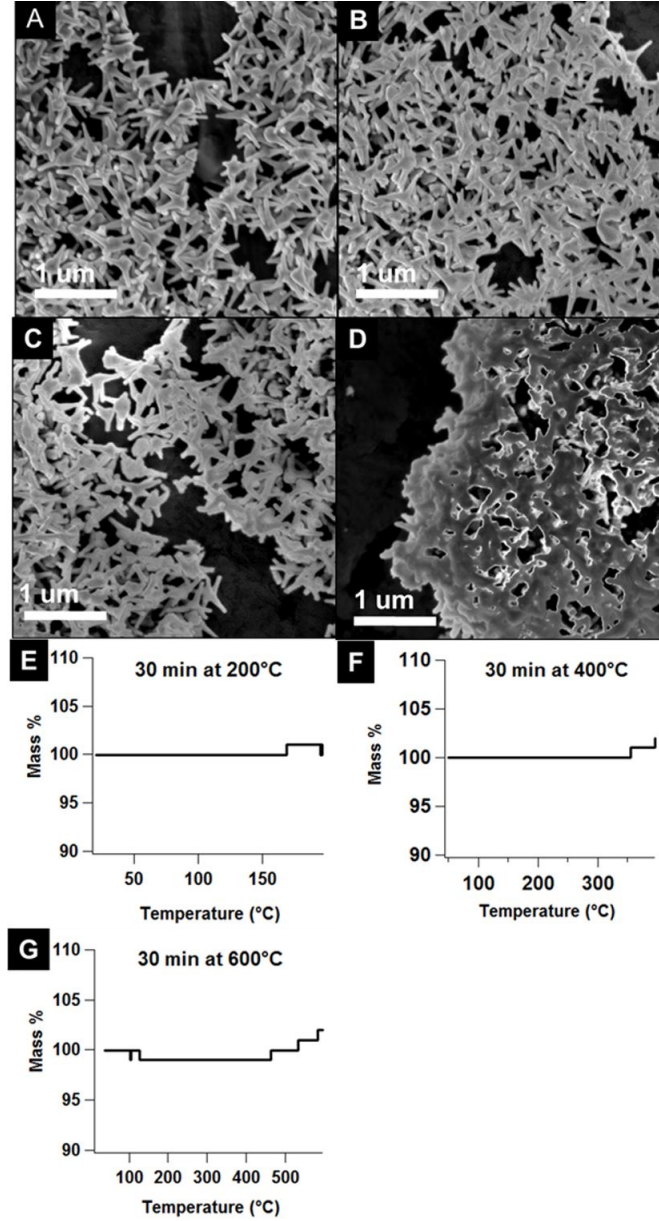 A
1 um
B
1 um
C
1 um
D
1 um
E
30 min at 200°C
110
105
100
95
90
Mass %
50 100 150
Temperature (°C)
F
30 min at 400°C
110
105
100
95
90
Mass %
100 200 300
Temperature (°C)
G
30 min at 600°C
110
105
100
95
90
Mass %
100 200 300 400 500
Temperature (°C)